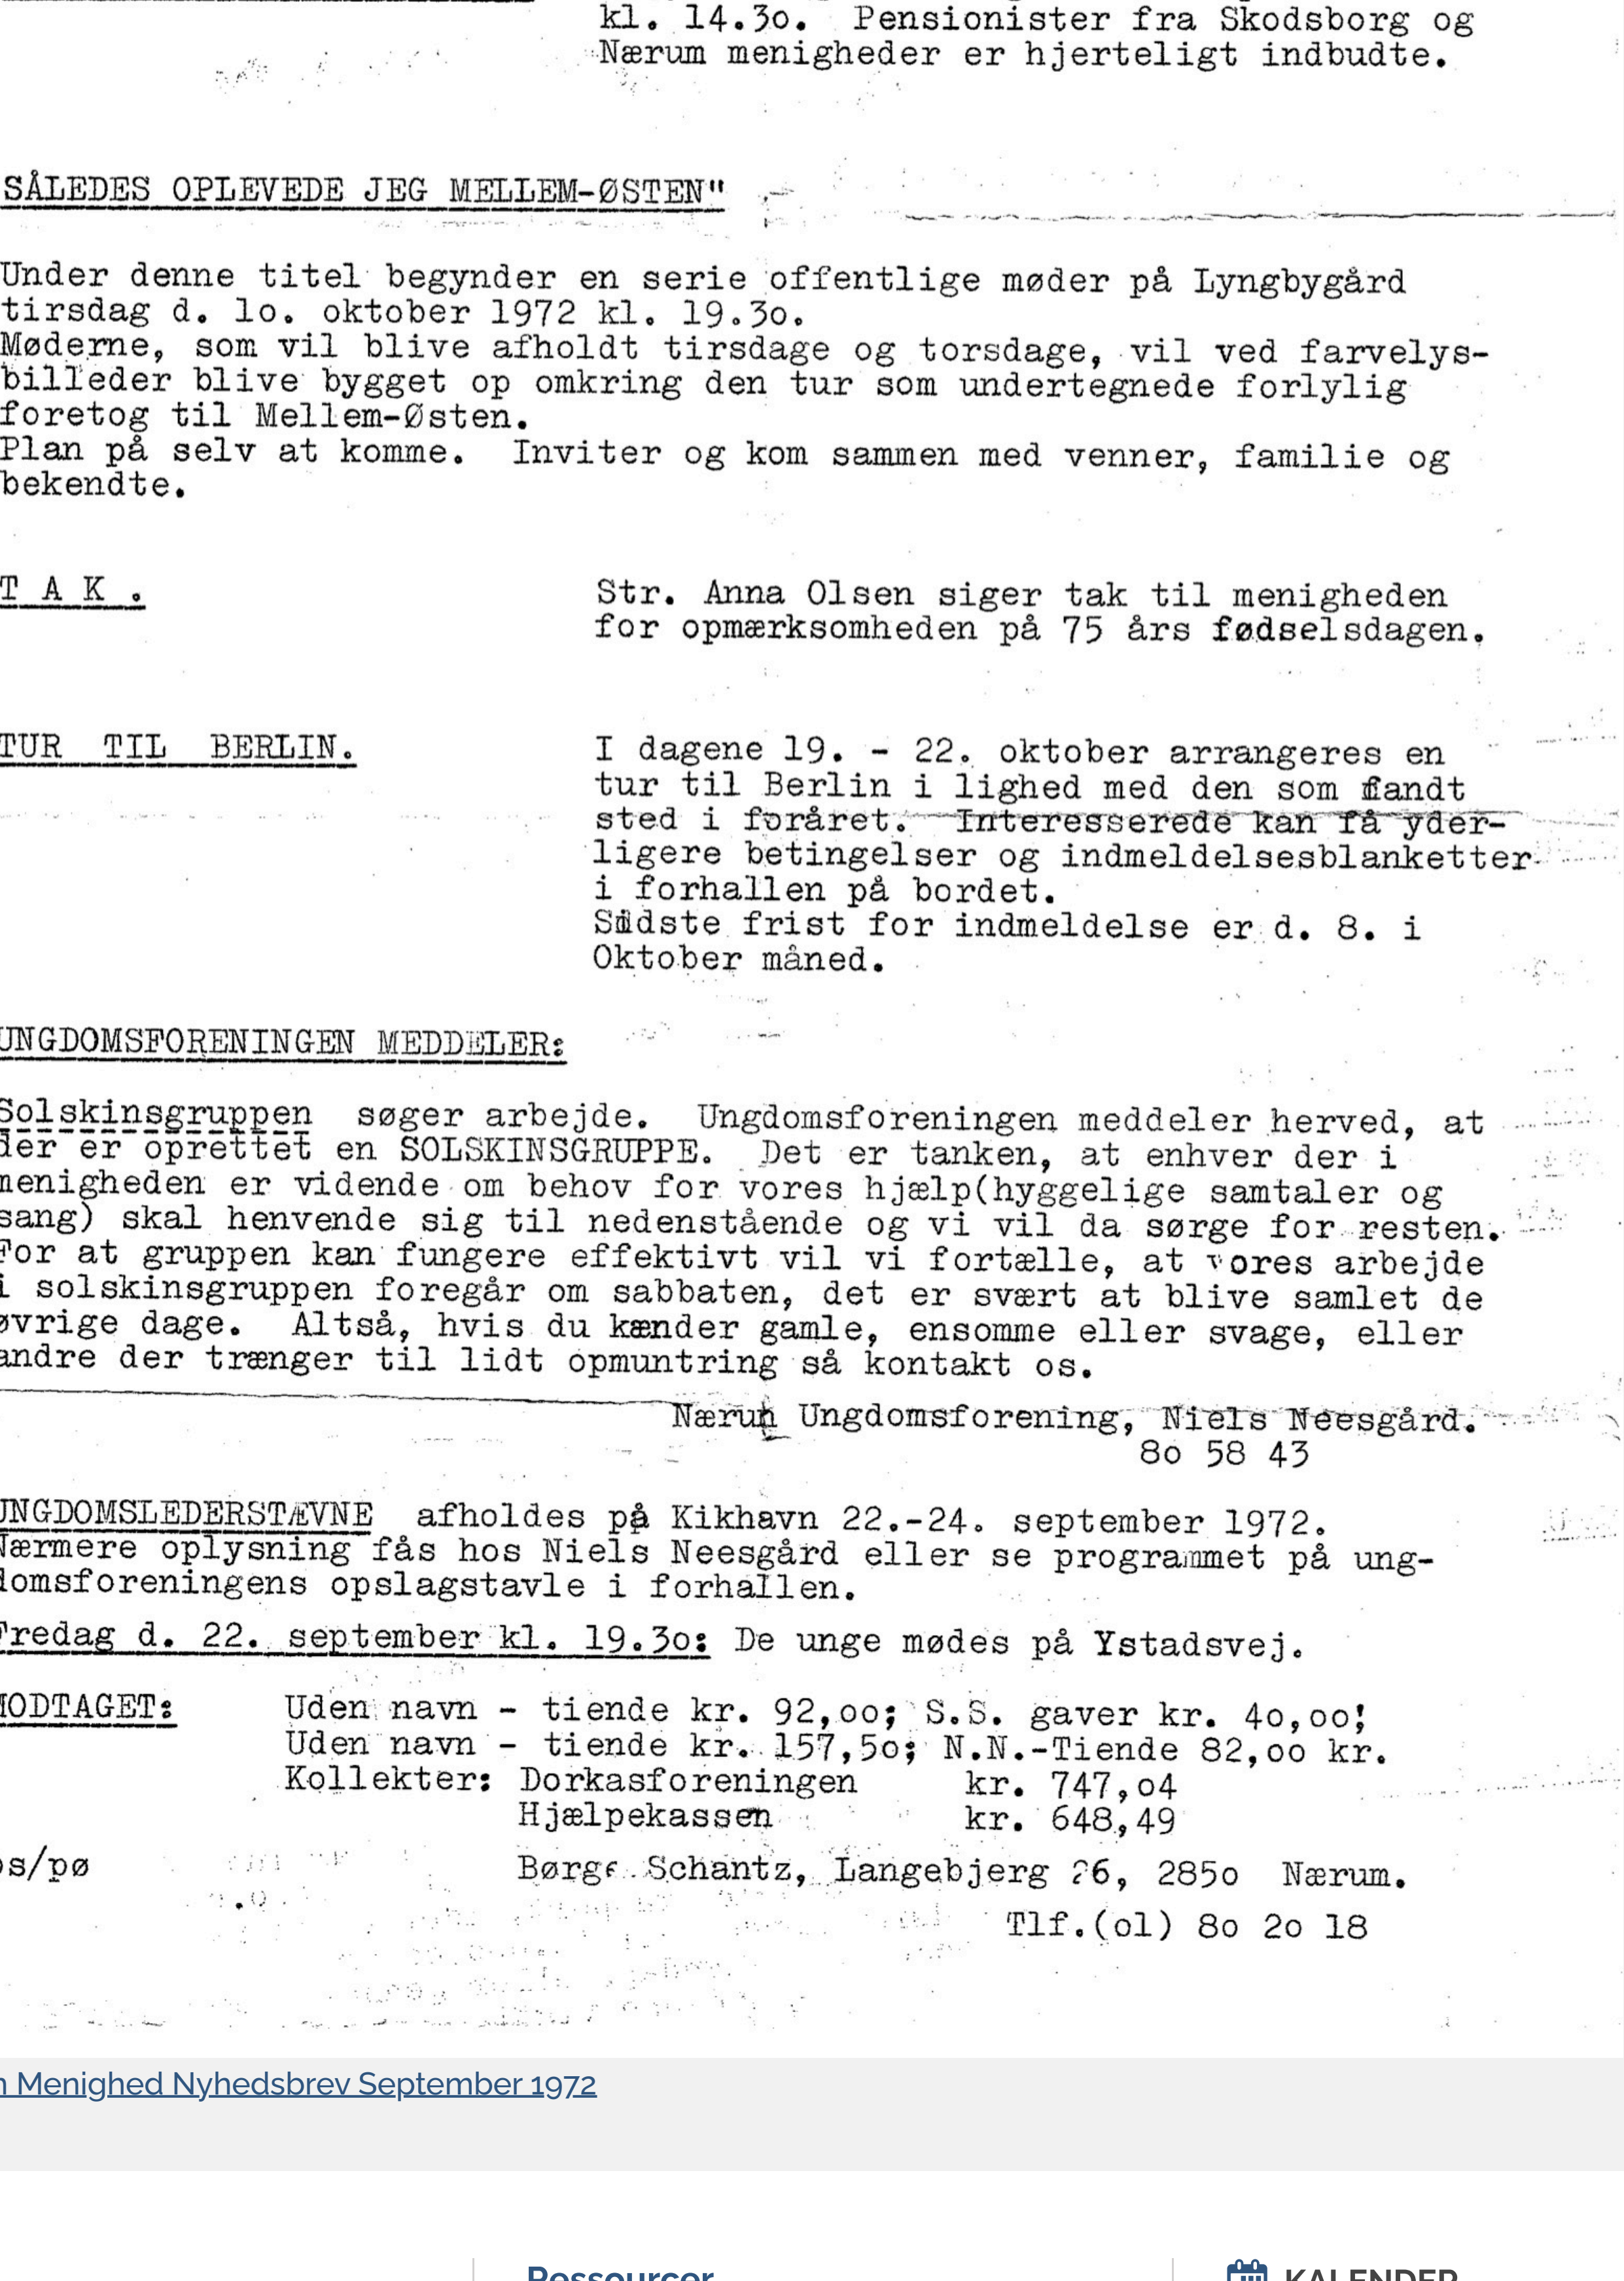 kl. 14.3o. Pensionister fra Skodsborg og
Nærum menigheder er hjerteligt indbudte.
SÅLEDES OPLEVEDE JEG MELLEM-ØSTEN"
Under denne titel begynder en serie offentlige møder på Lyngbygård
tirsdag d. lo. oktober 1972 kl. 19.3o.
Møderne, som vil blive afholdt tirsdage og torsdage, vil ved farvelys-
billeder blive bygget op omkring den tur som undertegnede forlylig
foretog til Mellem-Østen.
Plan på selv at komme. Inviter og kom sammen med venner, familie og
bekendte.
T A K .
Str. Anna Olsen siger tak til menigheden
for opmærksomheden på 75 års fødselsdagen.
TUR TIL BERLIN.
I dagene 19. - 22. oktober arrangeres en
tur til Berlin i lighed med den som fandt
sted i foråret. Interesserede kan få yder-
ligere betingelser og indmeldelsesblanketter
i forhallen på bordet.
Sidste frist for indmeldelse er d. 8. i
Oktober måned.
UNGDOMSFORENINGEN MEDDELER:
Solskinsgruppen søger arbejde. Ungdomsforeningen meddeler herved, at
der er oprettet en SOLSKINSGRUPPE. Det er tanken, at enhver der i
menigheden er vidende om behov for vores hjælp(hyggelige samtaler og
sang) skal henvende sig til nedenstående og vi vil da sørge for resten.
For at gruppen kan fungere effektivt vil vi fortælle, at vores arbejde
i solskinsgruppen foregår om sabbaten, det er svært at blive samlet de
øvrige dage. Altså, hvis du kænder gamle, ensomme eller svage, eller
andre der trænger til lidt opmuntring så kontakt os.
Nærum Ungdomsforening, Niels Neesgård.
8o 58 43
UNGDOMSLEDERSTÆVNE afholdes på Kikhavn 22.-24. september 1972.
Nærmere oplysning fås hos Niels Neesgård eller se programmet på ung-
domsforeningens opslagstavle i forhallen.
Fredag d. 22. september kl. 19.3o: De unge mødes på Ystadsvej.
MODTAGET: Uden navn - tiende kr. 92,oo; S.S. gaver kr. 4o,oo!
Uden navn - tiende kr. 157,5o; N.N.-Tiende 82,oo kr.
Kollekter: Dorkasforeningen kr. 747,o4
Hjælpekassen kr. 648,49
s/pø Børge Schantz, Langebjerg 26, 285o Nærum.
Tlf.(ol) 8o 2o 18
Menighed Nyhedsbrev September 1972
Ressourcer
KALENDER